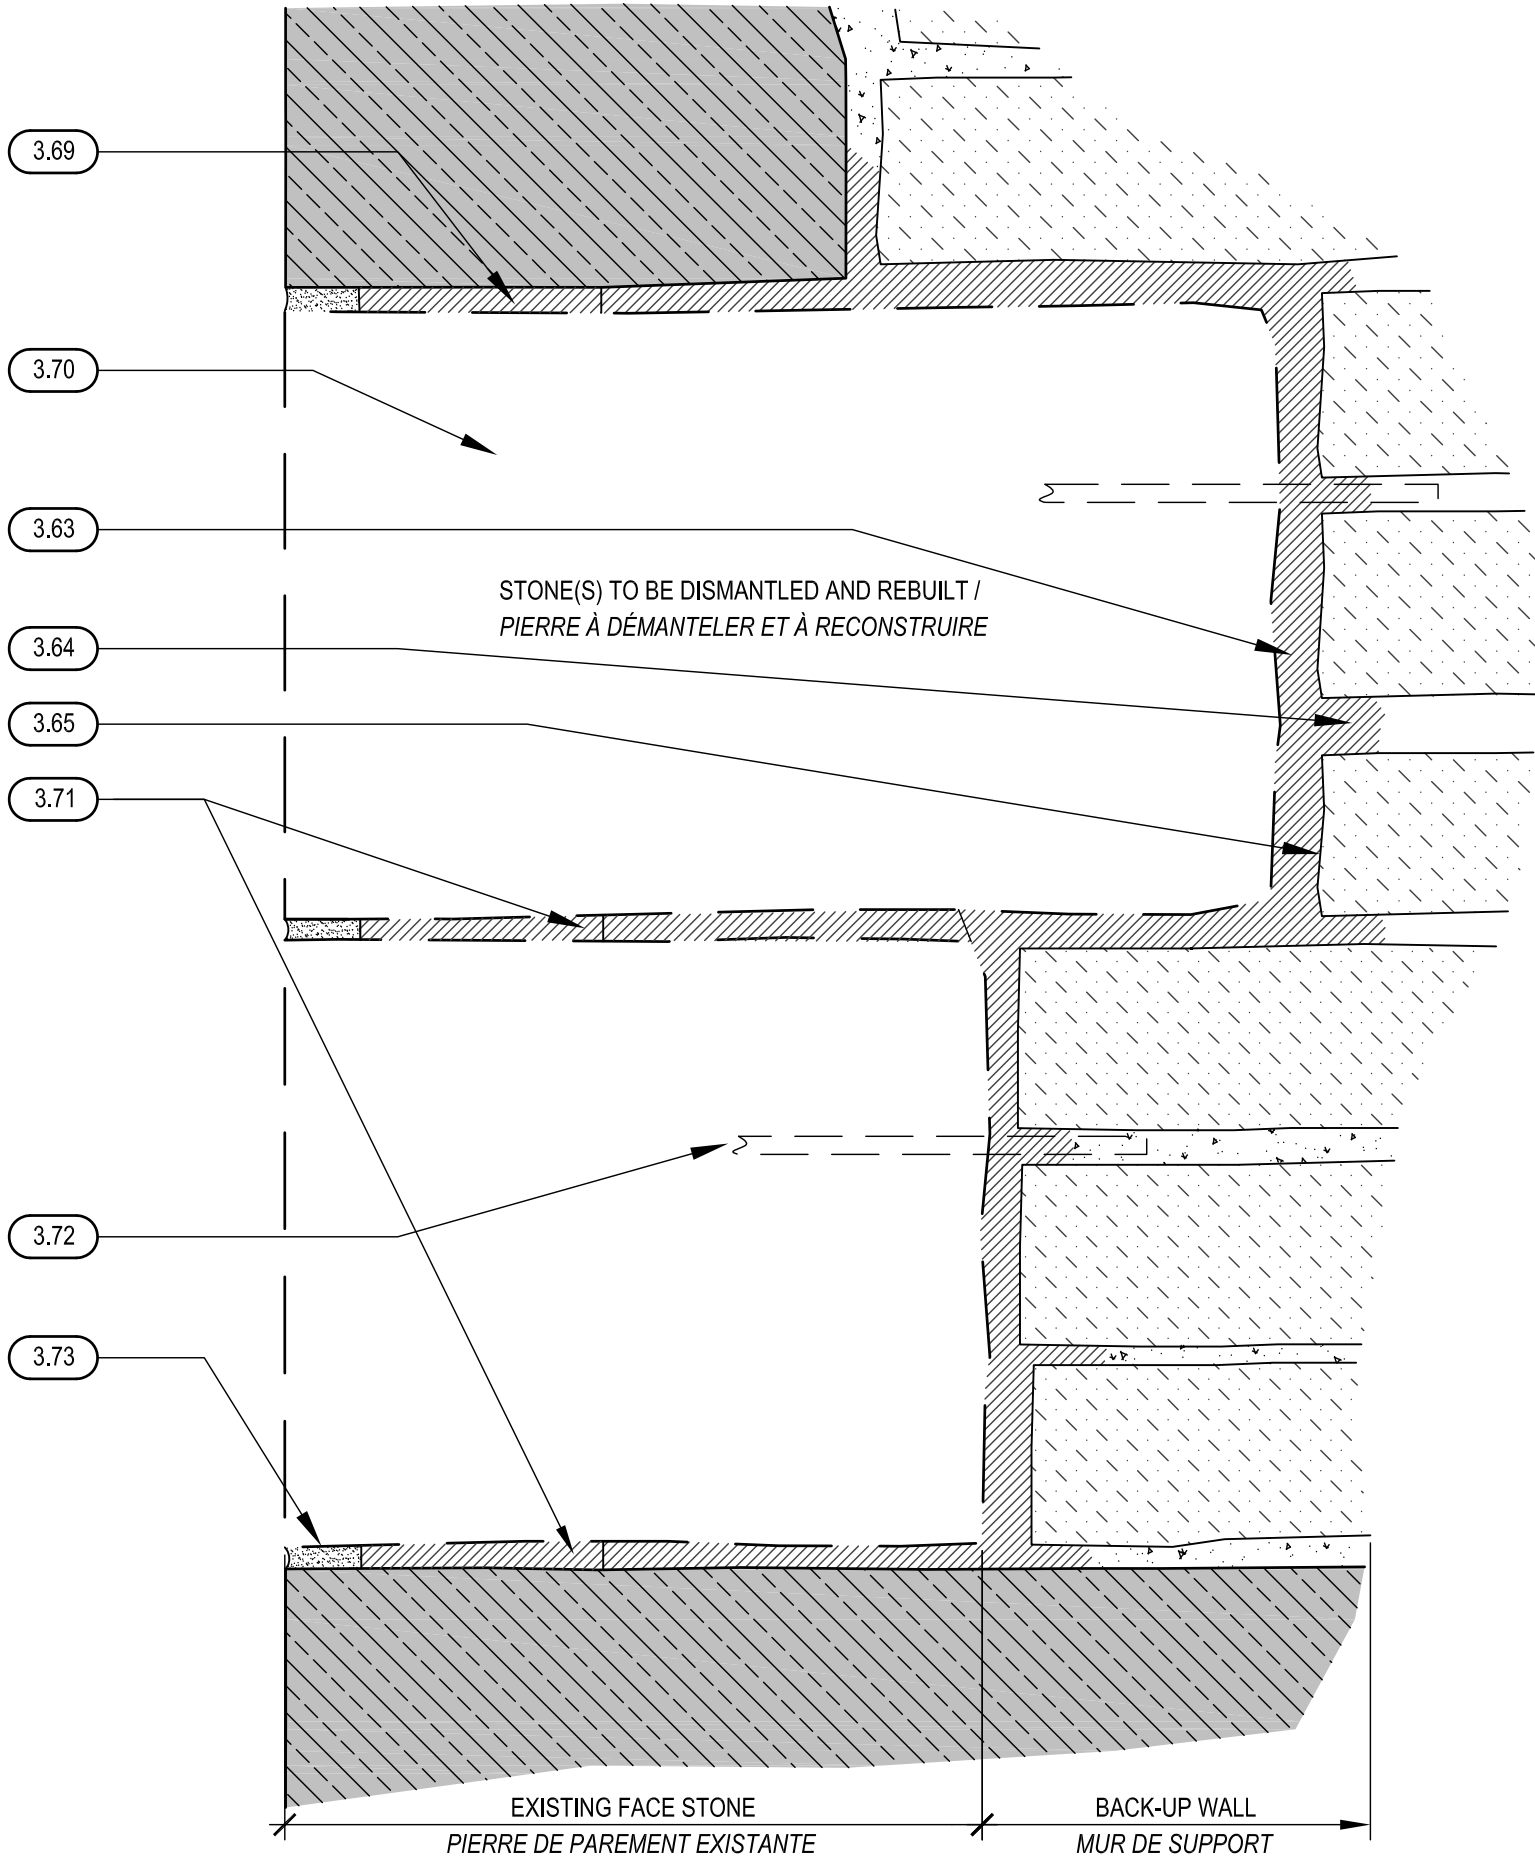 3.69
3.70
3.63
STONE(S) TO BE DISMANTLED AND REBUILT /
PIERRE À DÉMANTELER ET À RECONSTRUIRE
3.64
3.65
3.71
3.72
3.73
EXISTING FACE STONE
PIERRE DE PAREMENT EXISTANTE
BACK-UP WALL
MUR DE SUPPORT